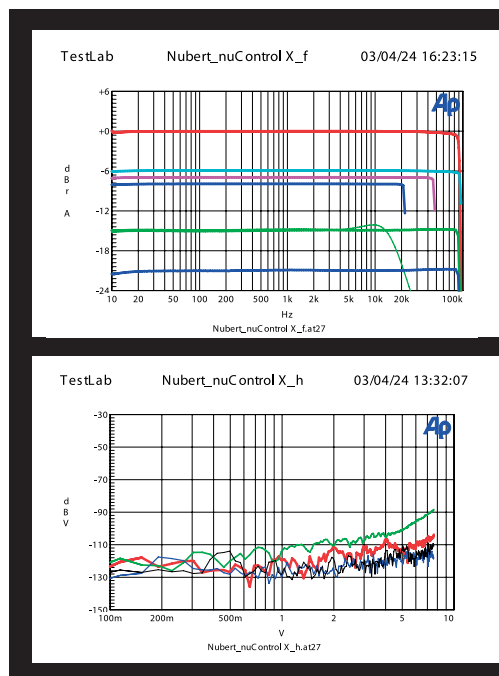 TestLab Nubert_nuControl X_f 03/04/24 16:23:15
+6
Ap
+0
d
B
r
A
-6
-12
-18
-24
10 20 50 100 200 500 1k 2k 5k 10k 20k 100k
Hz
Nubert_nuControl X_f.at27
TestLab Nubert_nuControl X_h 03/04/24 13:32:07
-30
Ap
-50
-70
d
B
V
-90
-110
-130
-150
100m 200m 500m 1 2 5 10
V
Nubert_nuControl X_h.at27